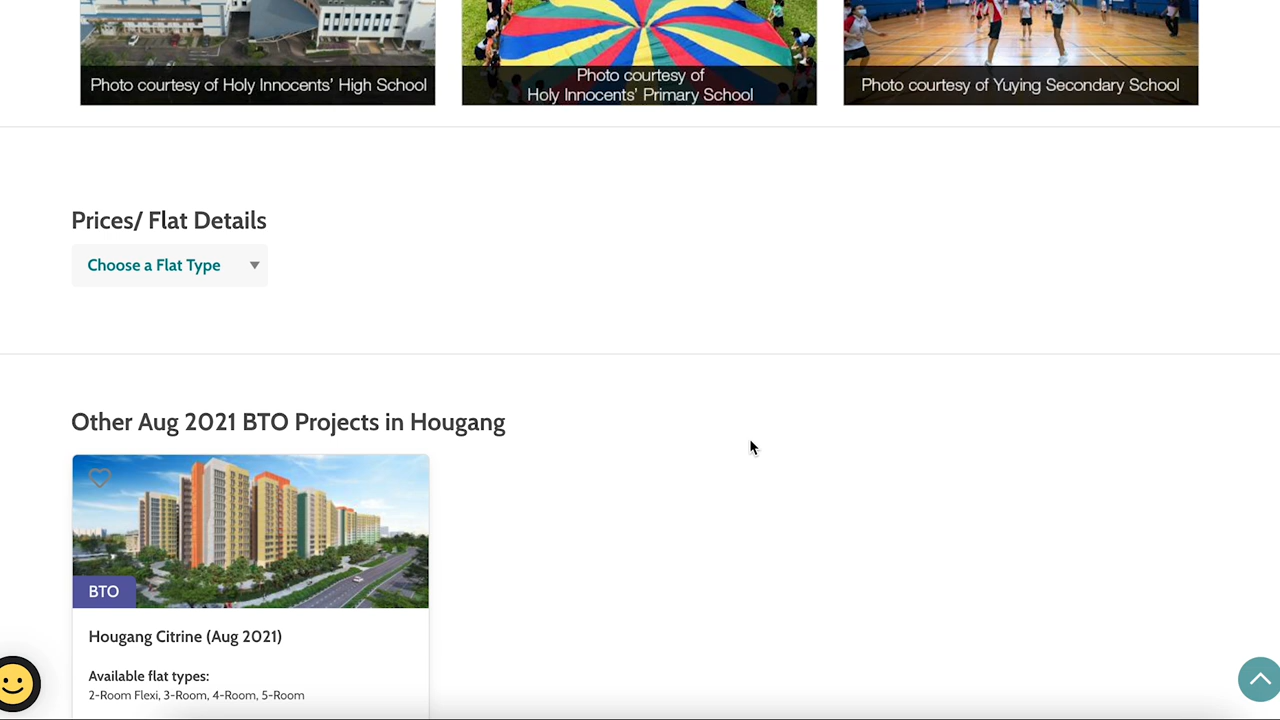 Photo courtesy of Holy Innocents' High School
Photo courtesy of
Holy Innocents' Primary School
Photo courtesy of Yuying Secondary School
Prices/ Flat Details
Choose a Flat Type
Other Aug 2021 BTO Projects in Hougang
BTO
Hougang Citrine (Aug 2021)
Available flat types:
2-Room Flexi, 3-Room, 4-Room, 5-Room